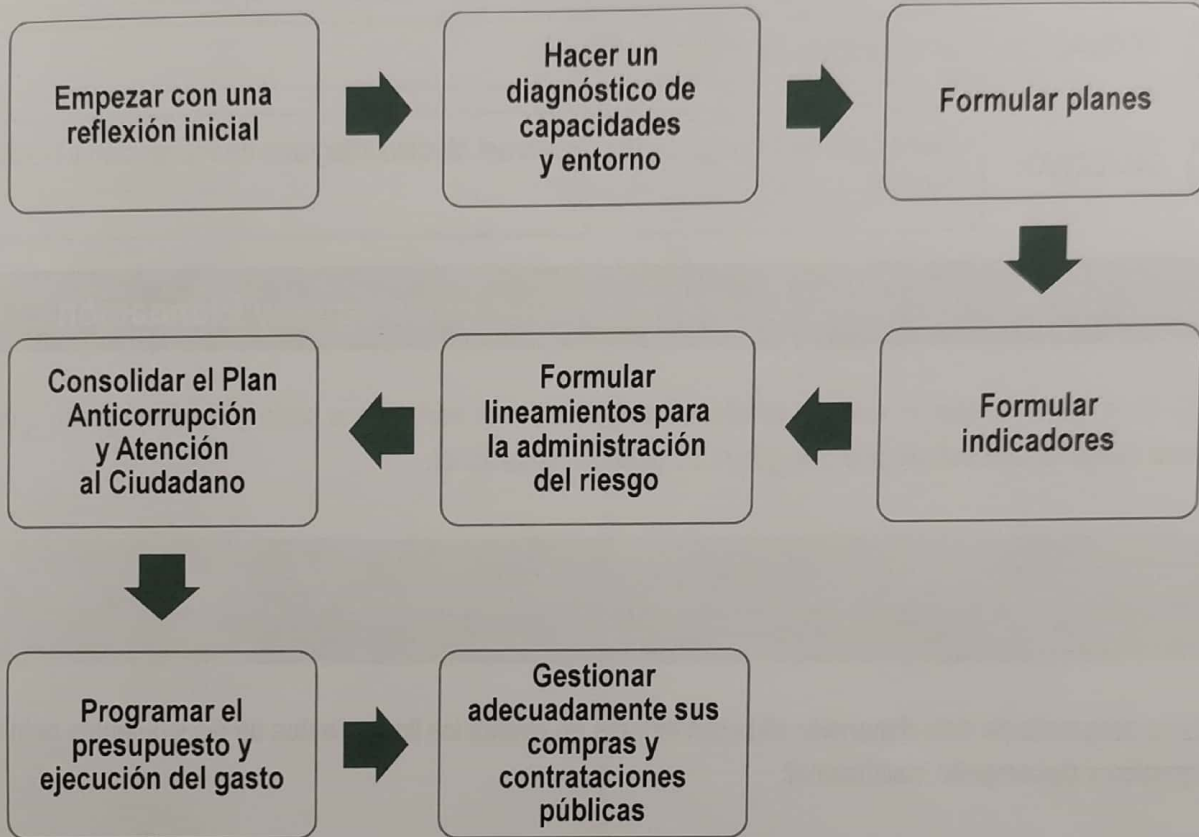 Empezar con una
reflexión inicial
Hacer un
diagnóstico de
capacidades
y entorno
Formular planes
Formular
indicadores
Formular
lineamientos para
la administración
del riesgo
Consolidar el Plan
Anticorrupción
y Atención
al Ciudadano
Programar el
presupuesto y
ejecución del gasto
Gestionar
adecuadamente sus
compras y
contrataciones
públicas